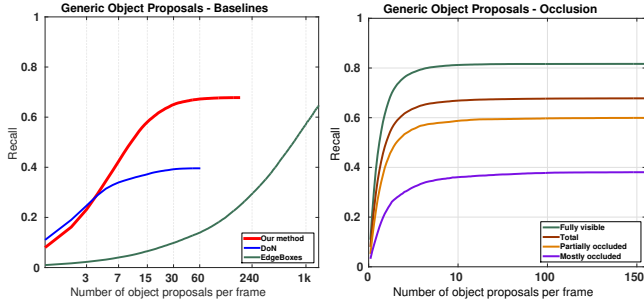 Generic Object Proposals - Baselines
Recall
1
0.8
0.6
0.4
0.2
0
3 7 15 30 60 240 1k
Number of object proposals per frame
Our method
DoN
EdgeBoxes
Generic Object Proposals - Occlusion
Recall
1
0.8
0.6
0.4
0.2
0
0 10 100 150
Number of object proposals per frame
Fully visible
Total
Partially occluded
Mostly occluded